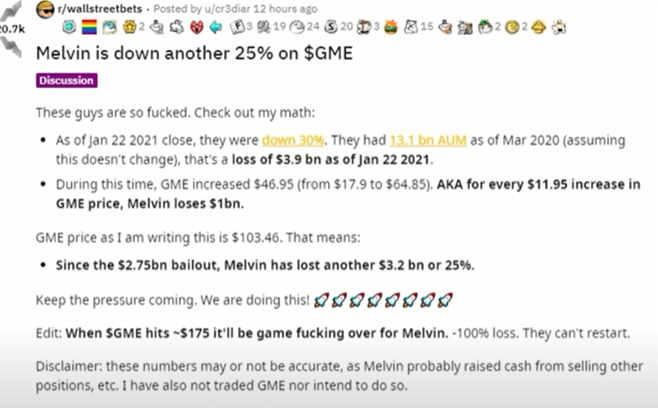 r/wallstreetbets · Posted by u/cr3diar 12 hours ago
0.7k
2 3 19 24 20 3 15 2 2
Melvin is down another 25% on $GME
Discussion
These guys are so fucked. Check out my math:
• As of Jan 22 2021 close, they were down 30%. They had 13.1 bn AUM as of Mar 2020 (assuming
this doesn't change), that's a loss of $3.9 bn as of Jan 22 2021.
• During this time, GME increased $46.95 (from $17.9 to $64.85). AKA for every $11.95 increase in
GME price, Melvin loses $1bn.
GME price as I am writing this is $103.46. That means:
• Since the $2.75bn bailout, Melvin has lost another $3.2 bn or 25%.
Keep the pressure coming. We are doing this! 🚀🚀🚀🚀🚀🚀🚀🚀
Edit: When $GME hits ~$175 it'll be game fucking over for Melvin. -100% loss. They can't restart.
Disclaimer: these numbers may or not be accurate, as Melvin probably raised cash from selling other
positions, etc. I have also not traded GME nor intend to do so.